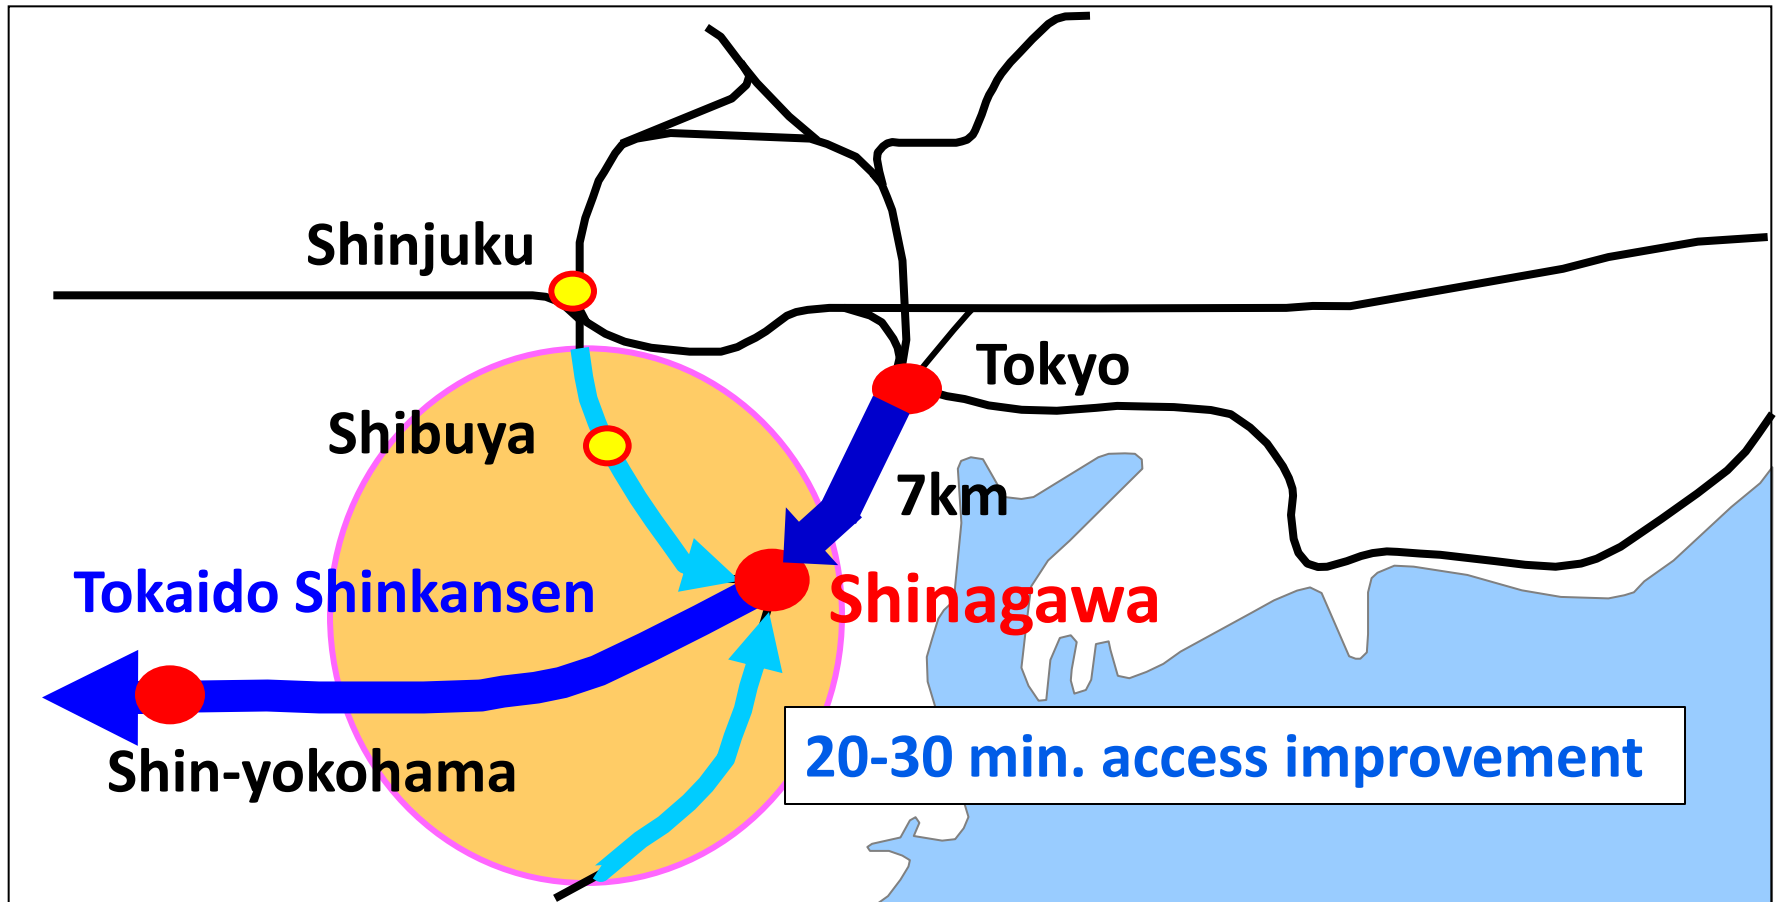 Shinjuku
Tokyo
Shibuya
7km
Tokaido Shinkansen
Shinagawa
Shin-yokohama
20-30 min. access improvement